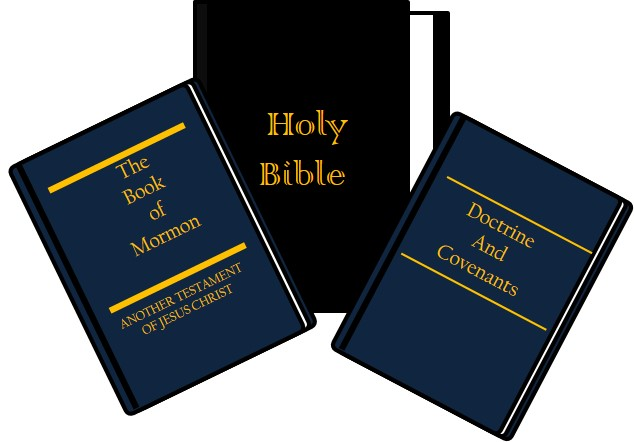 Holy
Bible
The
Book
of
Mormon
ANOTHER TESTAMENT
OF JESUS CHRIST
Doctrine
And
Covenants